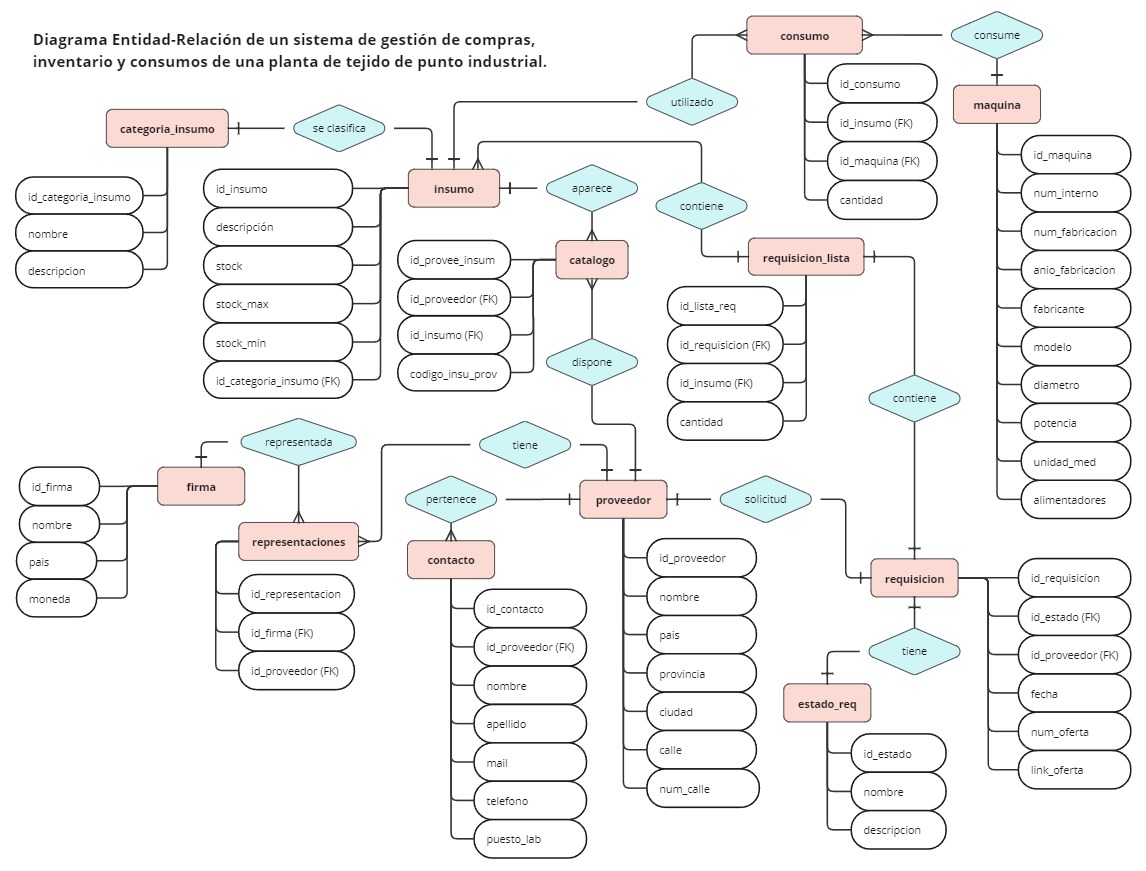 Diagrama Entidad-Relación de un sistema de gestión de compras,
inventario y consumos de una planta de tejido de punto industrial.
consumo
consume
id_consumo
id_insumo (FK)
id_maquina (FK)
cantidad
utilizado
maquina
id_maquina
num_interno
num_fabricacion
anio_fabricacion
fabricante
modelo
diametro
potencia
unidad_med
alimentadores
categoria_insumo
se clasifica
id_categoria_insumo
nombre
descripcion
insumo
id_insumo
descripción
stock
stock_max
stock_min
id_categoria_insumo (FK)
aparece
contiene
catalogo
id_provee_insum
id_proveedor (FK)
id_insumo (FK)
codigo_insu_prov
dispone
requisicion_lista
id_lista_req
id_requisicion (FK)
id_insumo (FK)
cantidad
contiene
representada
tiene
firma
id_firma
nombre
pais
moneda
representaciones
id_representacion
id_firma (FK)
id_proveedor (FK)
pertenece
contacto
id_contacto
id_proveedor (FK)
nombre
apellido
mail
telefono
puesto_lab
proveedor
id_proveedor
nombre
pais
provincia
ciudad
calle
num_calle
solicitud
requisicion
id_requisicion
id_estado (FK)
id_proveedor (FK)
fecha
num_oferta
link_oferta
tiene
estado_req
id_estado
nombre
descripcion